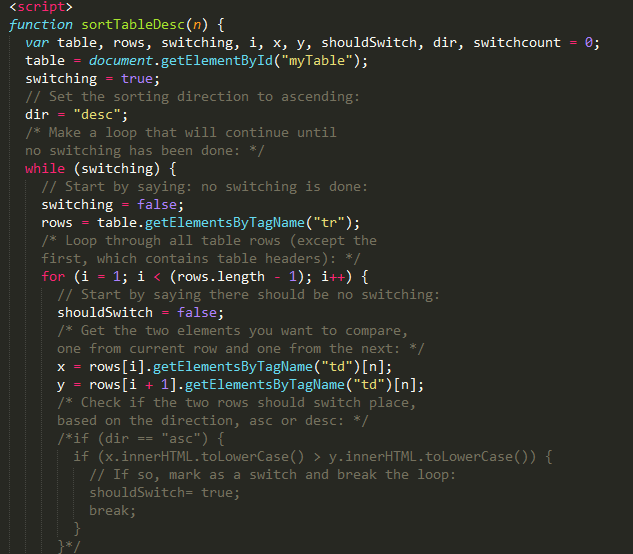 <script>
function sortTableDesc(n) {
var table, rows, switching, i, x, y, shouldSwitch, dir, switchcount = 0;
table = document.getElementById("myTable");
switching = true;
// Set the sorting direction to ascending:
dir = "desc";
/* Make a loop that will continue until
no switching has been done: */
while (switching) {
// Start by saying: no switching is done:
switching = false;
rows = table.getElementsByTagName("tr");
/* Loop through all table rows (except the
first, which contains table headers): */
for (i = 1; i < (rows.length - 1); i++) {
// Start by saying there should be no switching:
shouldSwitch = false;
/* Get the two elements you want to compare,
one from current row and one from the next: */
x = rows[i].getElementsByTagName("td")[n];
y = rows[i + 1].getElementsByTagName("td")[n];
/* Check if the two rows should switch place,
based on the direction, asc or desc: */
/*if (dir == "asc") {
if (x.innerHTML.toLowerCase() > y.innerHTML.toLowerCase()) {
// If so, mark as a switch and break the loop:
shouldSwitch= true;
break;
}
}*/